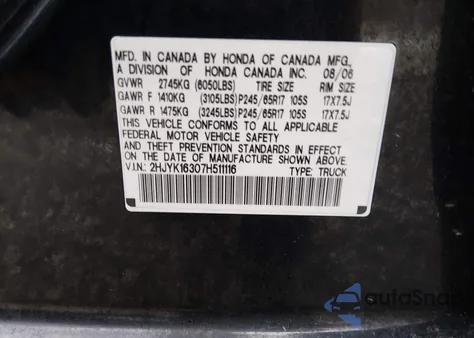 MFD. IN CANADA BY HONDA OF CANADA MFG.,
A DIVISION OF HONDA CANADA INC. 08/06
GVWR 2745KG (6050LBS) TIRE SIZE RIM SIZE
GAWR F 1410KG (3105LBS)P245/65R17 105S 17X7.5J
GAWR R 1475KG (3245LBS)P245/65R17 105S 17X7.5J
THIS VEHICLE CONFORMS TO ALL APPLICABLE
FEDERAL MOTOR VEHICLE SAFETY
AND THEFT PREVENTION STANDARDS IN EFFECT ON
THE DATE OF MANUFACTURE SHOWN ABOVE.
V.I.N.: 2HJYK16307H511116 TYPE: TRUCK
autoSnap